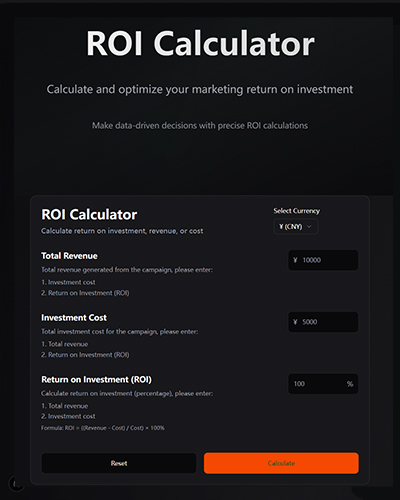 ROI Calculator
Calculate and optimize your marketing return on investment
Make data-driven decisions with precise ROI calculations
ROI Calculator
Calculate return on investment, revenue, or cost
Select Currency
¥ (CNY)
Total Revenue
Total revenue generated from the campaign, please enter:
1. Investment cost
2. Return on Investment (ROI)
¥ 10000
Investment Cost
Total investment cost for the campaign, please enter:
1. Total revenue
2. Return on Investment (ROI)
¥ 5000
Return on Investment (ROI)
Calculate return on investment (percentage), please enter:
1. Total revenue
2. Investment cost
Formula: ROI = ((Revenue - Cost) / Cost) × 100%
100 %
Reset
Calculate